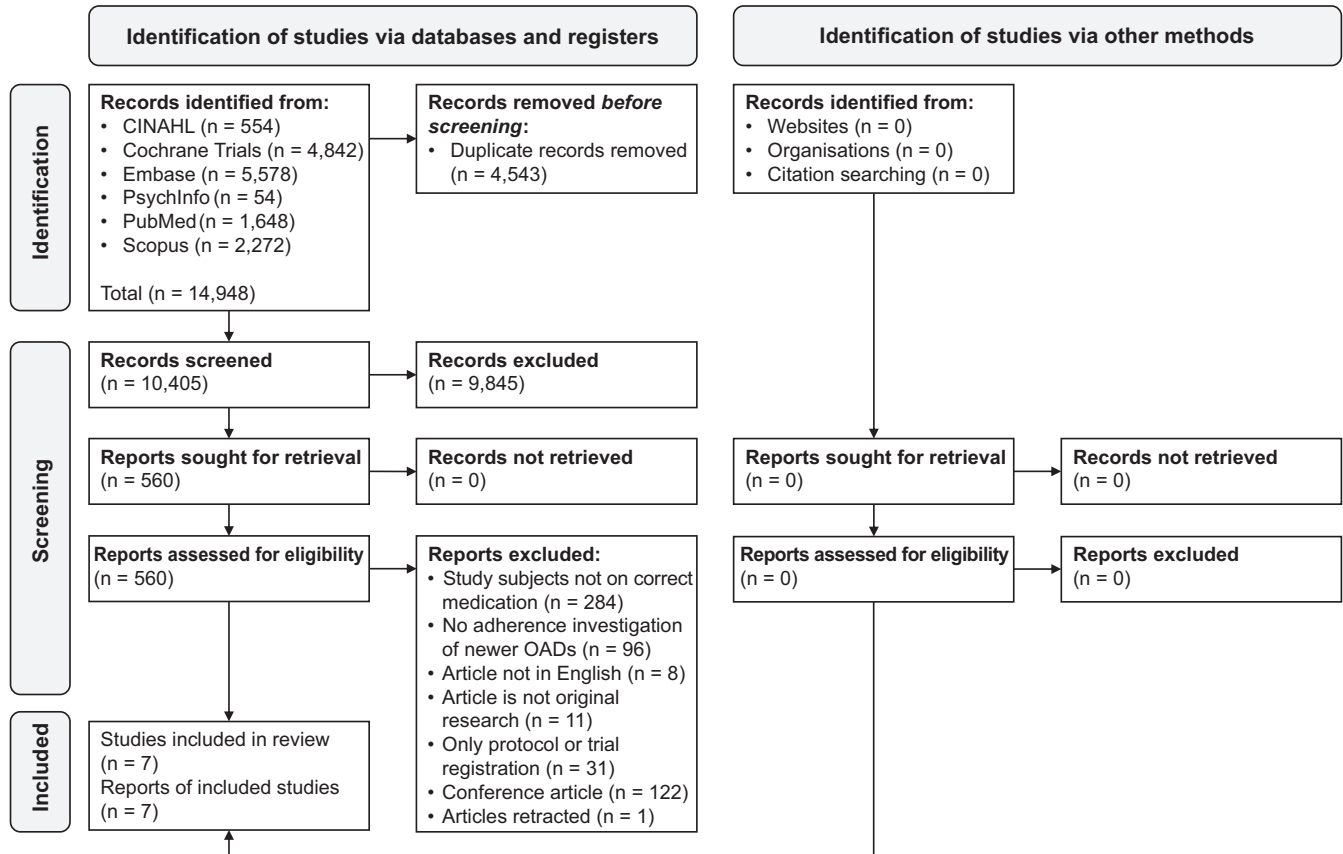 Identification of studies via databases and registers
Identification of studies via other methods
Identification
Records identified from:
• CINAHL (n = 554)
• Cochrane Trials (n = 4,842)
• Embase (n = 5,578)
• PsychInfo (n = 54)
• PubMed (n = 1,648)
• Scopus (n = 2,272)
Total (n = 14,948)
Records removed before
screening:
• Duplicate records removed
(n = 4,543)
Records identified from:
• Websites (n = 0)
• Organisations (n = 0)
• Citation searching (n = 0)
Screening
Records screened
(n = 10,405)
Records excluded
(n = 9,845)
Reports sought for retrieval
(n = 560)
Records not retrieved
(n = 0)
Reports sought for retrieval
(n = 0)
Records not retrieved
(n = 0)
Reports assessed for eligibility
(n = 560)
Reports excluded:
• Study subjects not on correct
medication (n = 284)
• No adherence investigation
of newer OADs (n = 96)
• Article not in English (n = 8)
• Article is not original
research (n = 11)
• Only protocol or trial
registration (n = 31)
• Conference article (n = 122)
• Articles retracted (n = 1)
Reports assessed for eligibility
(n = 0)
Reports excluded
(n = 0)
Included
Studies included in review
(n = 7)
Reports of included studies
(n = 7)